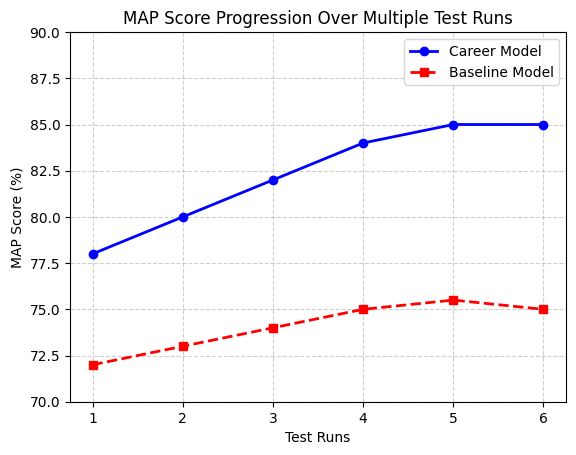 MAP Score Progression Over Multiple Test Runs
90.0
87.5
85.0
82.5
80.0
77.5
75.0
72.5
70.0
MAP Score (%)
Career Model
Baseline Model
1 2 3 4 5 6
Test Runs